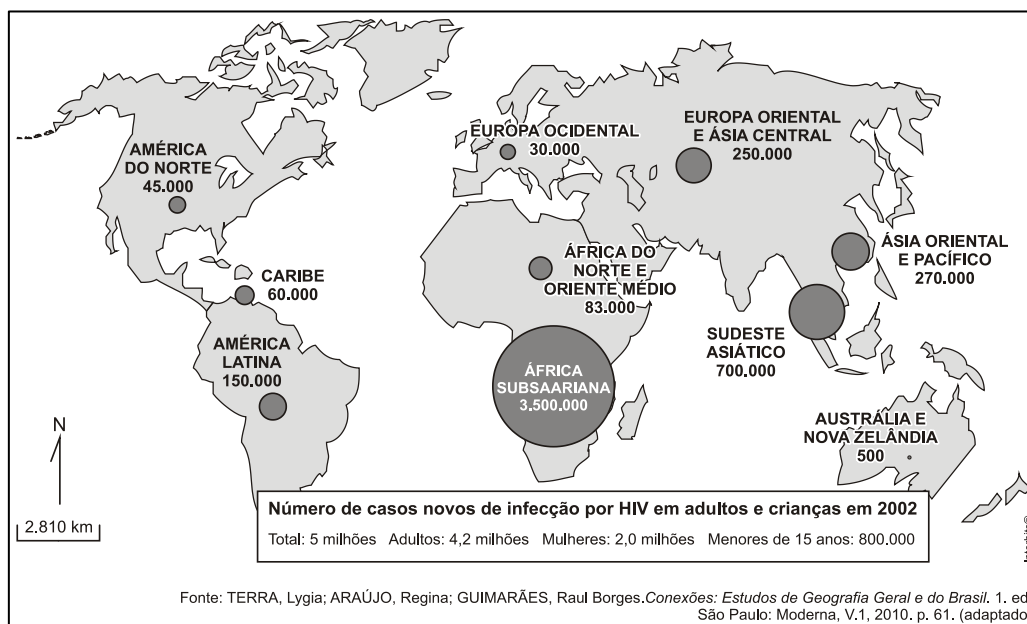 AMÉRICA
DO NORTE
45.000
EUROPA OCIDENTAL
30.000
EUROPA ORIENTAL
E ÁSIA CENTRAL
250.000
CARIBE
60.000
ÁFRICA DO
NORTE E
ORIENTE MÉDIO
83.000
ÁSIA ORIENTAL
E PACÍFICO
270.000
AMÉRICA
LATINA
150.000
ÁFRICA
SUBSAARIANA
3.500.000
SUDESTE
ASIÁTICO
700.000
AUSTRÁLIA E
NOVA ZELÂNDIA
500
N
2.810 km
Número de casos novos de infecção por HIV em adultos e crianças em 2002
Total: 5 milhões Adultos: 4,2 milhões Mulheres: 2,0 milhões Menores de 15 anos: 800.000
Fonte: TERRA, Lygia; ARAÚJO, Regina; GUIMARÃES, Raul Borges.Conexões: Estudos de Geografia Geral e do Brasil. 1. ed
São Paulo: Moderna, V.1, 2010. p. 61. (adaptado